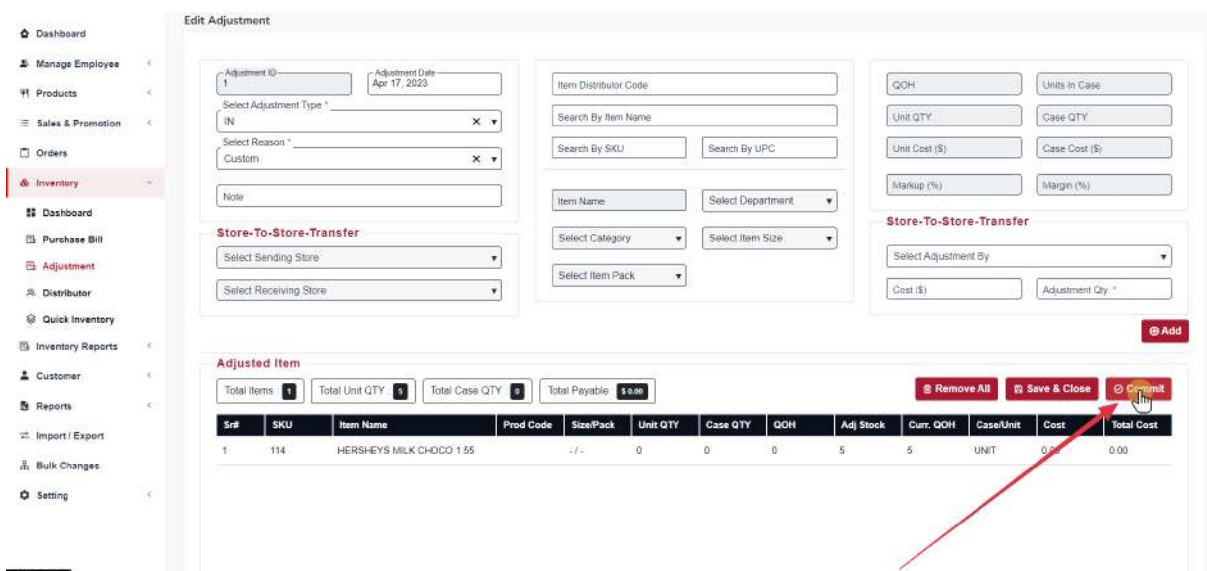 Edit Adjustment
Dashboard
Manage Employee
Products
Sales & Promotion
Orders
Inventory
Dashboard
Purchase Bill
Adjustment
Distributor
Quick Inventory
Inventory Reports
Customer
Reports
Import / Export
Bulk Changes
Setting
Adjustment ID
1
Adjustment Date
Apr 17, 2023
Select Adjustment Type *
IN
Select Reason *
Custom
Note
Store-To-Store-Transfer
Select Sending Store
Select Receiving Store
Item Distributor Code
Search By Item Name
Search By SKU Search By UPC
Item Name Select Department
Select Category Select Item Size
Select Item Pack
QOH Units In Case
Unit QTY Case QTY
Unit Cost ($) Case Cost ($)
Markup (%) Margin (%)
Store-To-Store-Transfer
Select Adjustment By
Cost ($) Adjustment Qty. *
Add
Adjusted Item
Total Items : 1 Total Unit QTY : 5 Total Case QTY : 0 Total Payable : $ 0.00 Remove All Save & Close Commit
Sr# SKU Item Name Prod Code Size/Pack Unit QTY Case QTY QOH Adj Stock Curr. QOH Case/Unit Cost Total Cost
1 114 HERSHEYS MILK CHOCO 1.55 - / - 0 0 0 5 5 UNIT 0.00 0.00